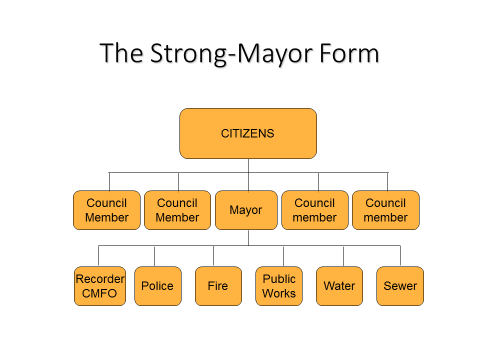 The Strong-Mayor Form
CITIZENS
Council
Member
Council
Member
Mayor
Council
member
Council
member
Recorder
CMFO
Police
Fire
Public
Works
Water
Sewer